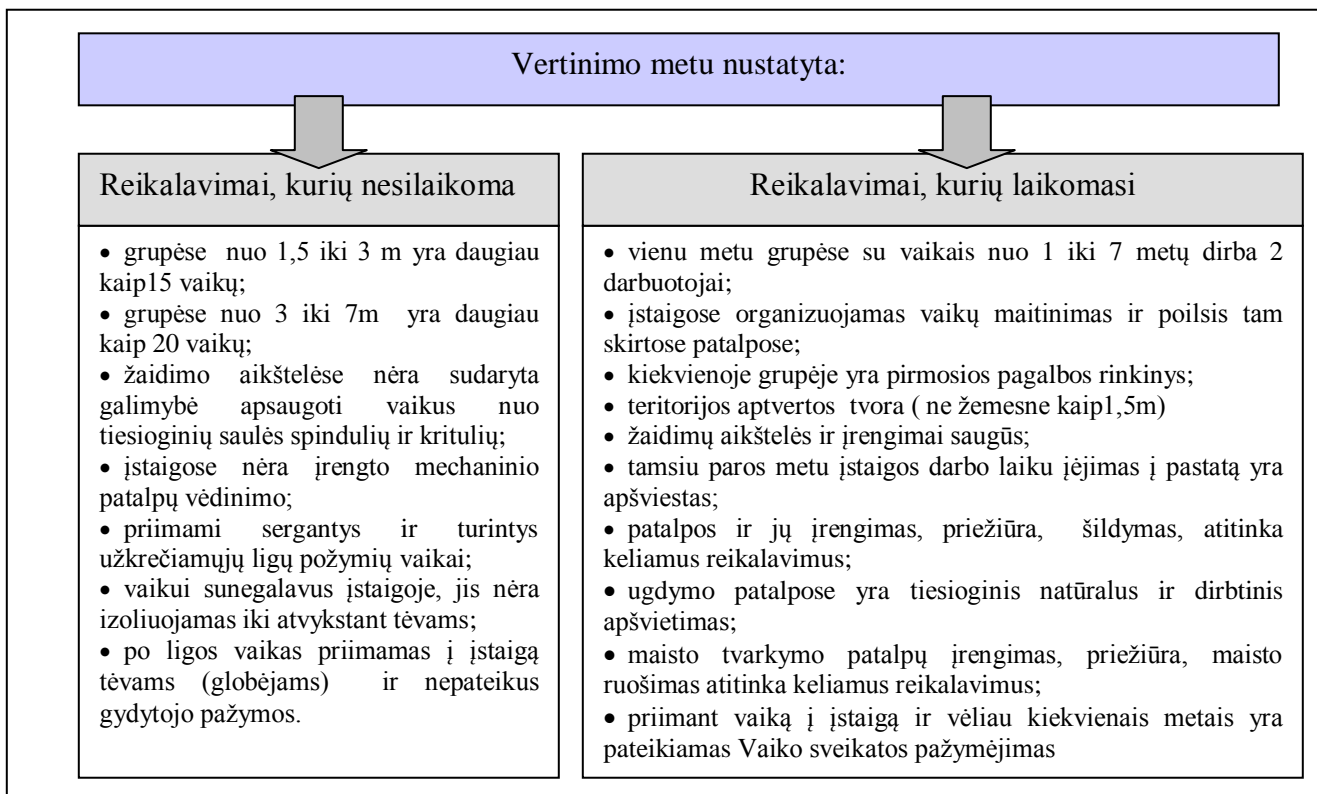 Vertinimo metu nustatyta:
Reikalavimai, kurių nesilaikoma
• grupėse nuo 1,5 iki 3 m yra daugiau
kaip15 vaikų;
• grupėse nuo 3 iki 7m yra daugiau
kaip 20 vaikų;
• žaidimo aikštelėse nėra sudaryta
galimybė apsaugoti vaikus nuo
tiesioginių saulės spindulių ir kritulių;
• įstaigose nėra įrengto mechaninio
patalpų vėdinimo;
• priimami sergantys ir turintys
užkrečiamųjų ligų požymių vaikai;
• vaikui sunegalavus įstaigoje, jis nėra
izoliuojamas iki atvykstant tėvams;
• po ligos vaikas priimamas į įstaigą
tėvams (globėjams) ir nepateikus
gydytojo pažymos.
Reikalavimai, kurių laikomasi
• vienu metu grupėse su vaikais nuo 1 iki 7 metų dirba 2
darbuotojai;
• įstaigose organizuojamas vaikų maitinimas ir poilsis tam
skirtose patalpose;
• kiekvienoje grupėje yra pirmosios pagalbos rinkinys;
• teritorijos aptvertos tvora ( ne žemesne kaip1,5m)
• žaidimų aikštelės ir įrengimai saugūs;
• tamsiu paros metu įstaigos darbo laiku įėjimas į pastatą yra
apšviestas;
• patalpos ir jų įrengimas, priežiūra, šildymas, atitinka
keliamus reikalavimus;
• ugdymo patalpose yra tiesioginis natūralus ir dirbtinis
apšvietimas;
• maisto tvarkymo patalpų įrengimas, priežiūra, maisto
ruošimas atitinka keliamus reikalavimus;
• priimant vaiką į įstaigą ir vėliau kiekvienais metais yra
pateikiamas Vaiko sveikatos pažymėjimas